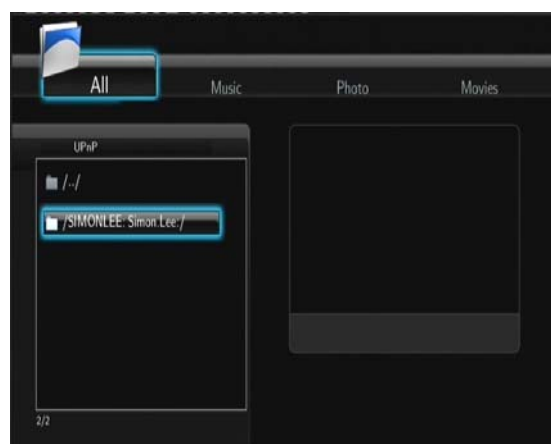 All Music Photo Movies
UPnP
/../
/SIMONLEE: Simon.Lee:/
2/2